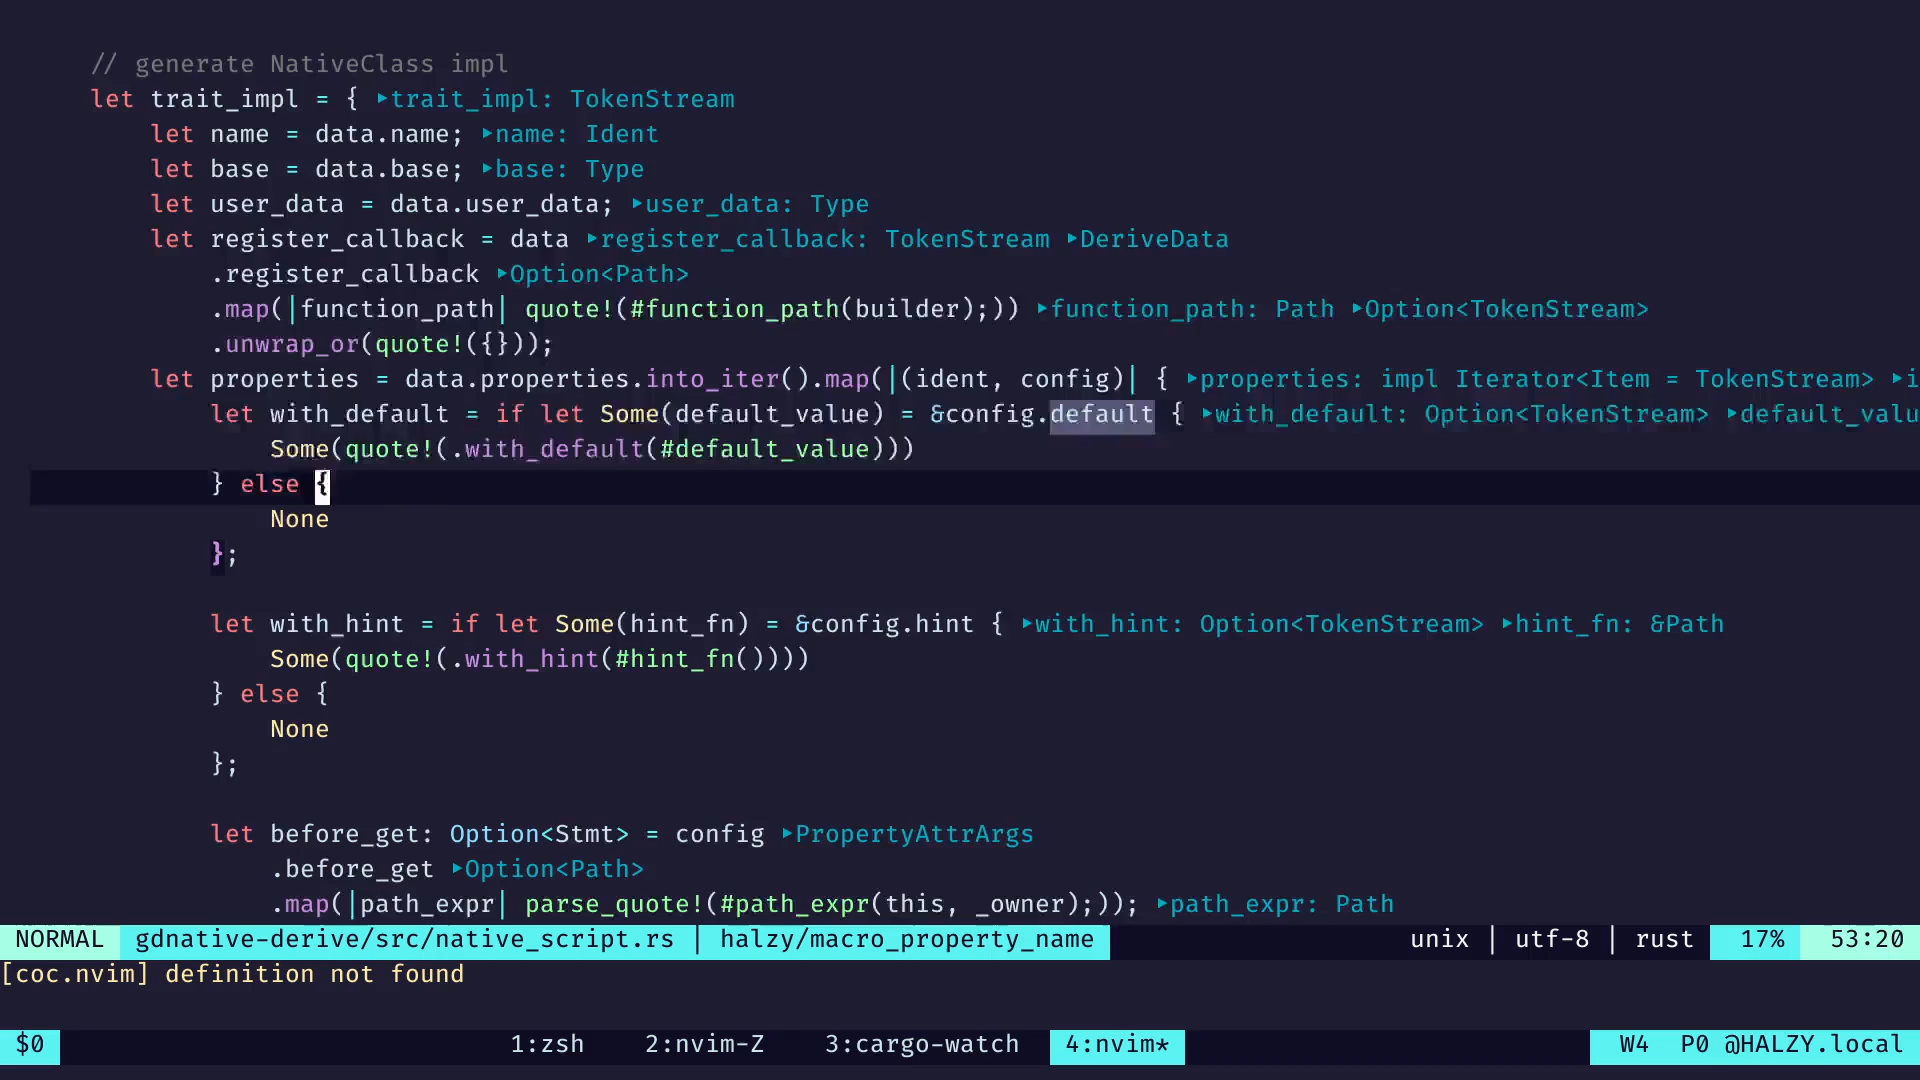 // generate NativeClass impl
let trait_impl = { ‣trait_impl: TokenStream
let name = data.name; ‣name: Ident
let base = data.base; ‣base: Type
let user_data = data.user_data; ‣user_data: Type
let register_callback = data ‣register_callback: TokenStream ‣DeriveData
.register_callback ‣Option<Path>
.map(|function_path| quote!(#function_path(builder);)) ‣function_path: Path ‣Option<TokenStream>
.unwrap_or(quote!({}));
let properties = data.properties.into_iter().map(|(ident, config)| { ‣properties: impl Iterator<Item = TokenStream> ‣i
let with_default = if let Some(default_value) = &config.default { ‣with_default: Option<TokenStream> ‣default_valu
Some(quote!(.with_default(#default_value)))
} else {
None
};
let with_hint = if let Some(hint_fn) = &config.hint { ‣with_hint: Option<TokenStream> ‣hint_fn: &Path
Some(quote!(.with_hint(#hint_fn())))
} else {
None
};
let before_get: Option<Stmt> = config ‣PropertyAttrArgs
.before_get ‣Option<Path>
.map(|path_expr| parse_quote!(#path_expr(this, _owner);)); ‣path_expr: Path
NORMAL gdnative-derive/src/native_script.rs | halzy/macro_property_name unix | utf-8 | rust 17% 53:20
[coc.nvim] definition not found
$0 1:zsh 2:nvim-Z 3:cargo-watch 4:nvim* W4 P0 @HALZY.local